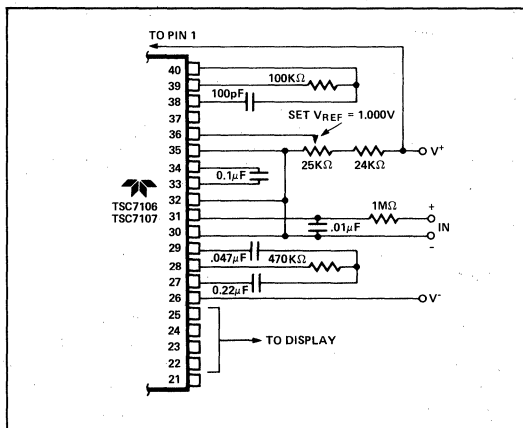 TO PIN 1
40
39
38
37
36
35
34
33
32
31
30
29
28
27
26
25
24
23
22
21
TSC7106
TSC7107
100KΩ
100pF
SET VREF = 1.000V
25KΩ
24KΩ
V+
0.1μF
1MΩ
+
.01μF
IN
-
.047μF
470KΩ
0.22μF
V-
TO DISPLAY